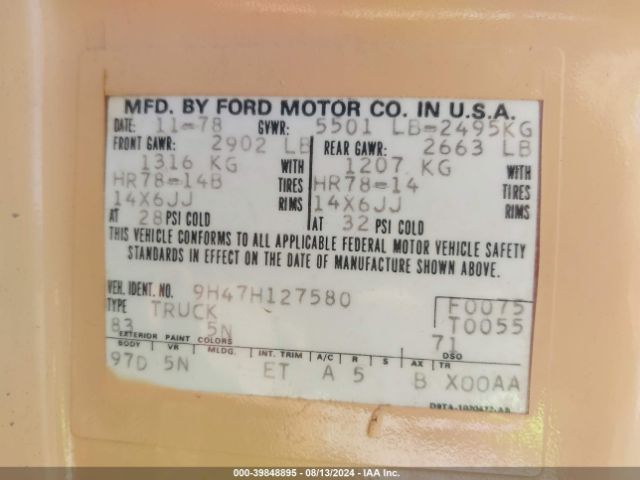 MFD. BY FORD MOTOR CO. IN U.S.A.
DATE: 11-78 GVWR: 5501 LB=2495KG
FRONT GAWR: 2902 LB REAR GAWR: 2663 LB
1316 KG WITH 1207 KG WITH
HR78-14B TIRES HR78-14 TIRES
14X6JJ RIMS 14X6JJ RIMS
AT 28 PSI COLD AT 32 PSI COLD
THIS VEHICLE CONFORMS TO ALL APPLICABLE FEDERAL MOTOR VEHICLE SAFETY
STANDARDS IN EFFECT ON THE DATE OF MANUFACTURE SHOWN ABOVE.
VEH. IDENT. NO. 9H47H127580 F0075
TYPE TRUCK T0055
83 5N 71
EXTERIOR PAINT COLORS DSO
BODY VR MLDG. INT. TRIM A/C R S AX TR
97D 5N ET A 5 B X00AA
000-39848895 - 08/13/2024 - IAA Inc.